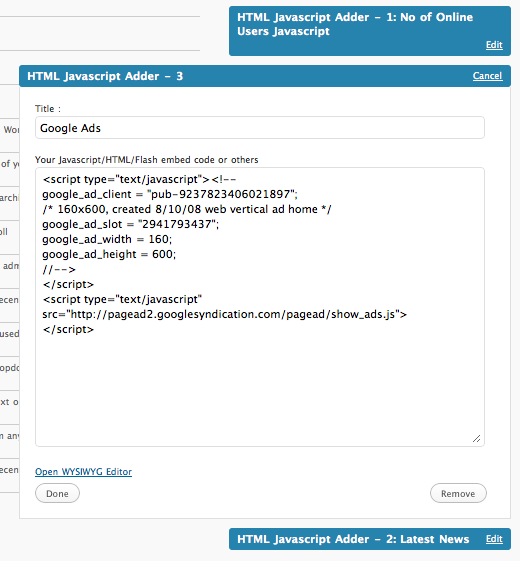 HTML Javascript Adder - 1: No of Online
Users Javascript
Edit
HTML Javascript Adder - 3
Cancel
Title :
Google Ads
Your Javascript/HTML/Flash embed code or others
<script type="text/javascript"><!--
google_ad_client = "pub-9237823406021897";
/* 160x600, created 8/10/08 web vertical ad home */
google_ad_slot = "2941793437";
google_ad_width = 160;
google_ad_height = 600;
//-->
</script>
<script type="text/javascript"
src="http://pagead2.googlesyndication.com/pagead/show_ads.js">
</script>
of y
arch
oll
adm
ecen
used
opdo
xt o
n any
ecen
Open WYSIWYG Editor
Done
Remove
HTML Javascript Adder - 2: Latest News
Edit